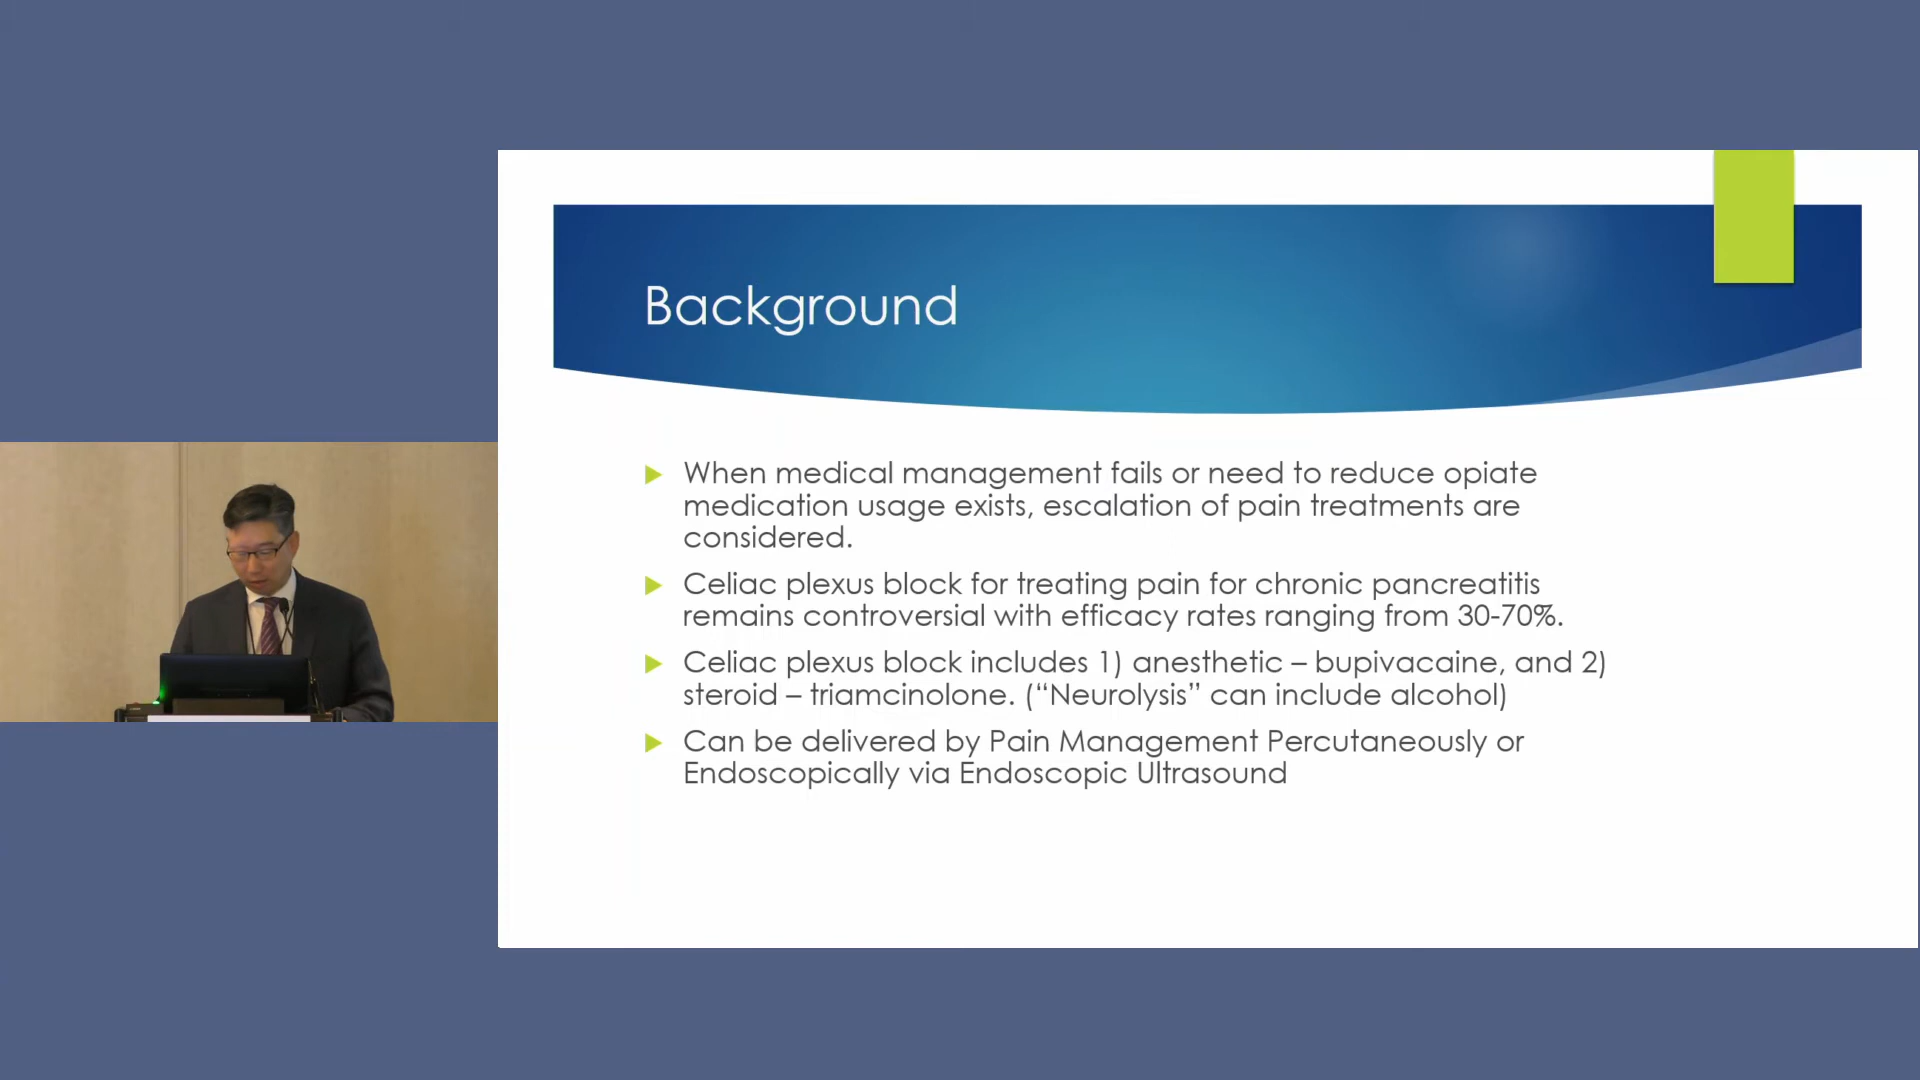 Background
When medical management fails or need to reduce opiate
medication usage exists, escalation of pain treatments are
considered.
Celiac plexus block for treating pain for chronic pancreatitis
remains controversial with efficacy rates ranging from 30-70%.
Celiac plexus block includes 1) anesthetic – bupivacaine, and 2)
steroid – triamcinolone. (“Neurolysis” can include alcohol)
Can be delivered by Pain Management Percutaneously or
Endoscopically via Endoscopic Ultrasound